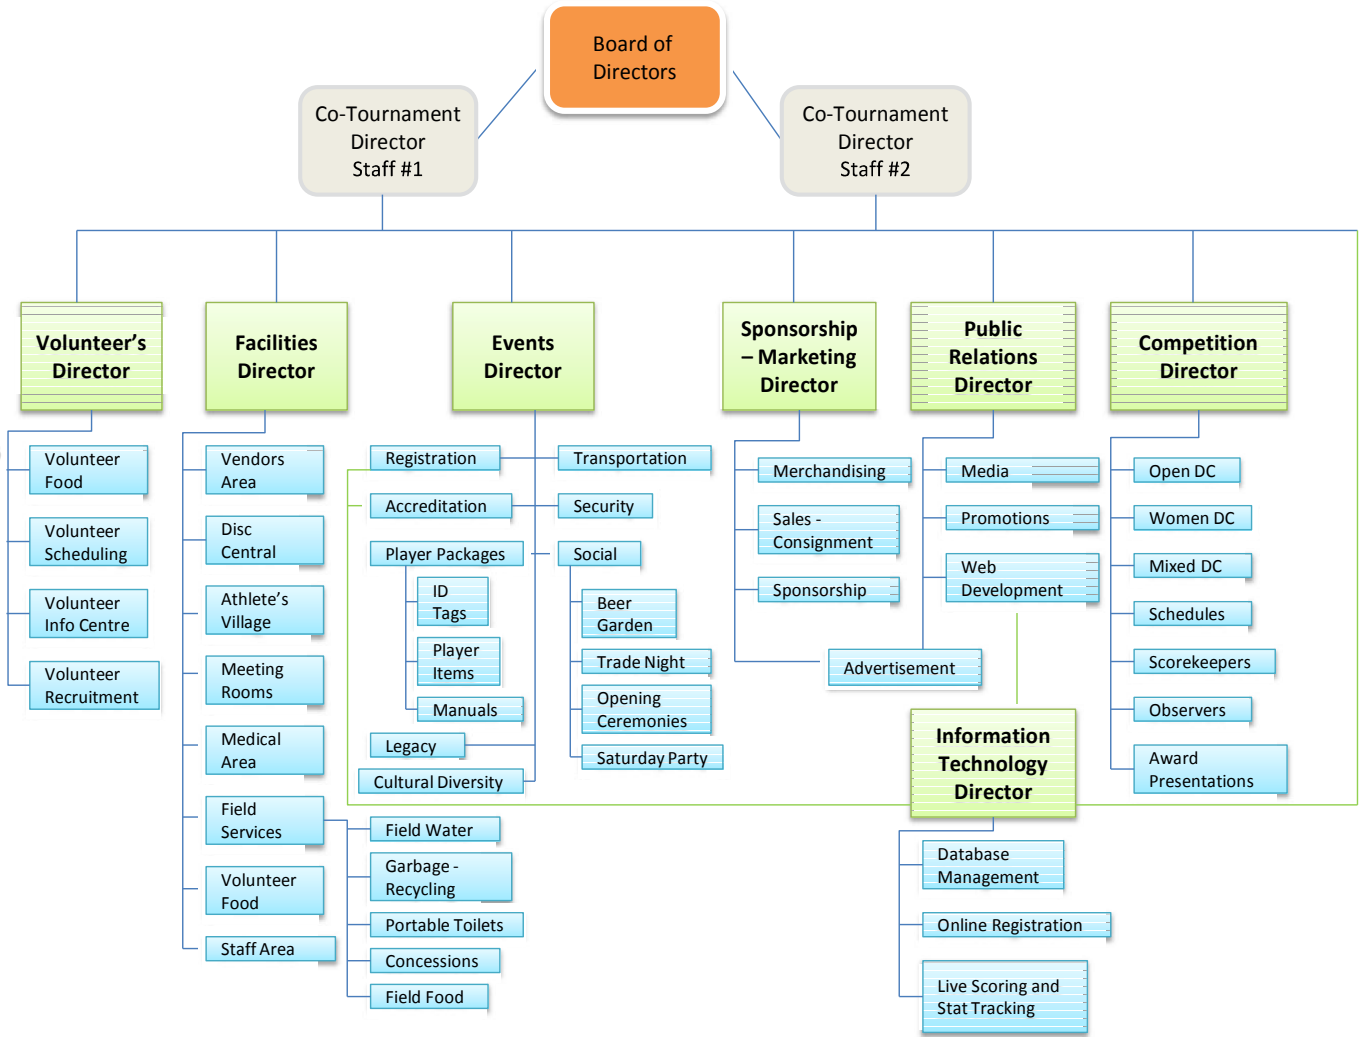 Board of
Directors
Co-Tournament
Director
Staff #1
Co-Tournament
Director
Staff #2
Volunteer's
Director
Facilities
Director
Events
Director
Sponsorship
– Marketing
Director
Public
Relations
Director
Competition
Director
Volunteer
Food
Volunteer
Scheduling
Volunteer
Info Centre
Volunteer
Recruitment
Vendors
Area
Disc
Central
Athlete's
Village
Meeting
Rooms
Medical
Area
Field
Services
Volunteer
Food
Staff Area
Field Water
Garbage -
Recycling
Portable Toilets
Concessions
Field Food
Registration
Accreditation
Player Packages
ID
Tags
Player
Items
Manuals
Legacy
Cultural Diversity
Transportation
Security
Social
Beer
Garden
Trade Night
Opening
Ceremonies
Saturday Party
Merchandising
Sales -
Consignment
Sponsorship
Advertisement
Media
Promotions
Web
Development
Information
Technology
Director
Database
Management
Online Registration
Live Scoring and
Stat Tracking
Open DC
Women DC
Mixed DC
Schedules
Scorekeepers
Observers
Award
Presentations